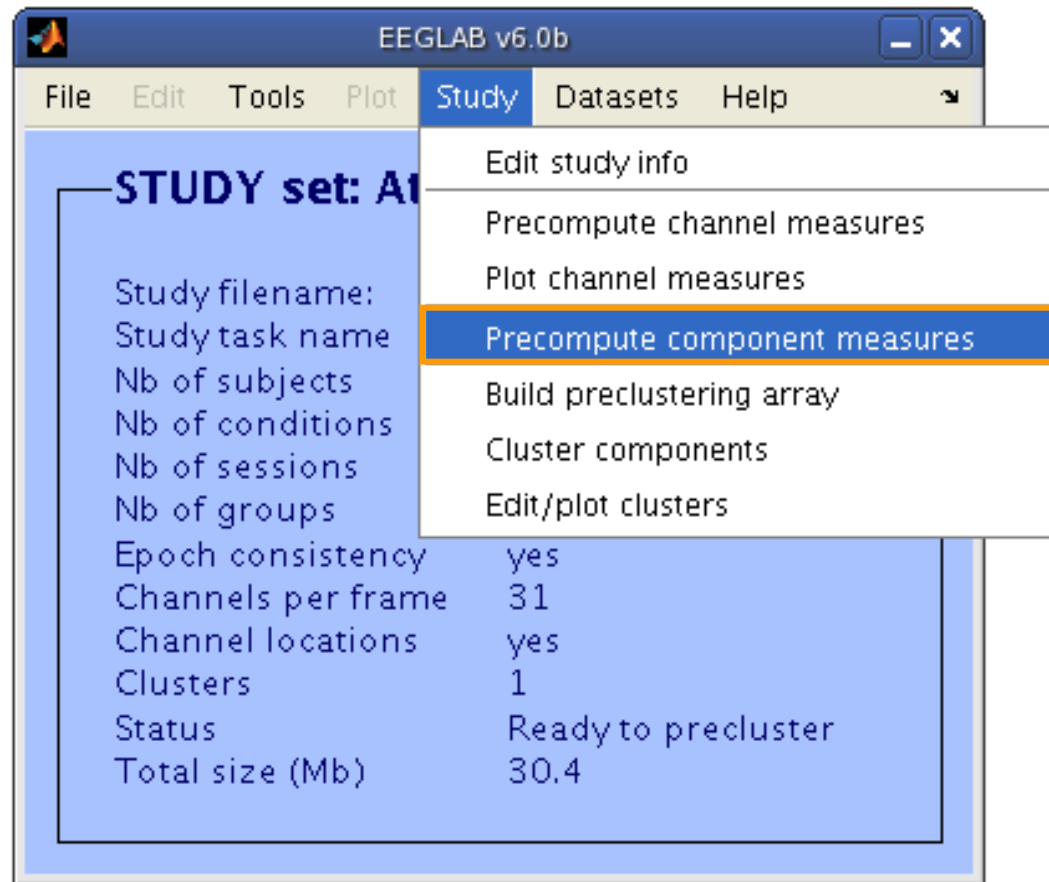 EEGLAB v6.0b
File Edit Tools Plot Study Datasets Help
Edit study info
Precompute channel measures
Plot channel measures
Precompute component measures
Build preclustering array
Cluster components
Edit/plot clusters
STUDY set:
Study filename:
Study task name
Nb of subjects
Nb of conditions
Nb of sessions
Nb of groups
Epoch consistency yes
Channels per frame 31
Channel locations yes
Clusters 1
Status Ready to precluster
Total size (Mb) 30.4